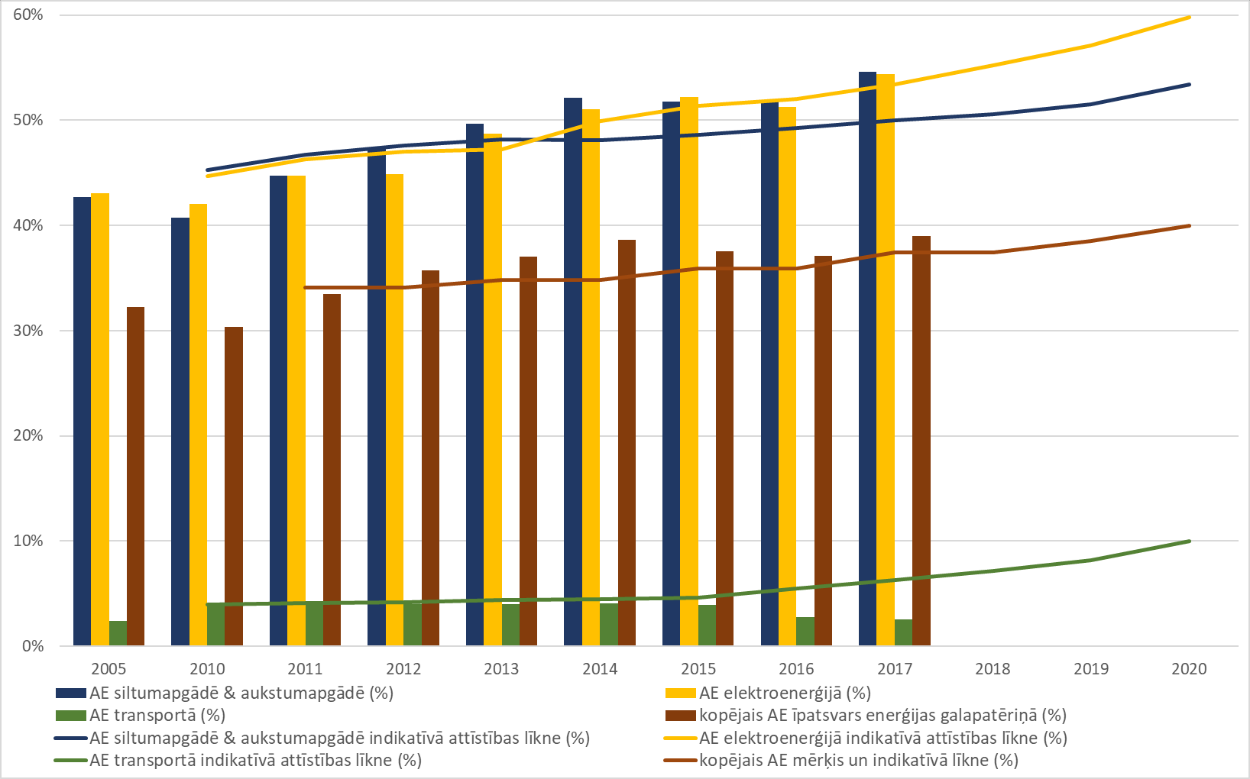 60%
50%
40%
30%
20%
10%
0%
2005 2010 2011 2012 2013 2014 2015 2016 2017 2018 2019 2020
AE siltumapgādē & aukstumapgādē (%)
AE elektroenerģijā (%)
AE transportā (%)
kopējais AE īpatsvars enerģijas galapatēriņā (%)
AE siltumapgādē & aukstumapgādē indikatīvā attīstības līkne (%)
AE elektroenerģijā indikatīvā attīstības līkne (%)
AE transportā indikatīvā attīstības līkne (%)
kopējais AE mērķis un indikatīvā līkne (%)